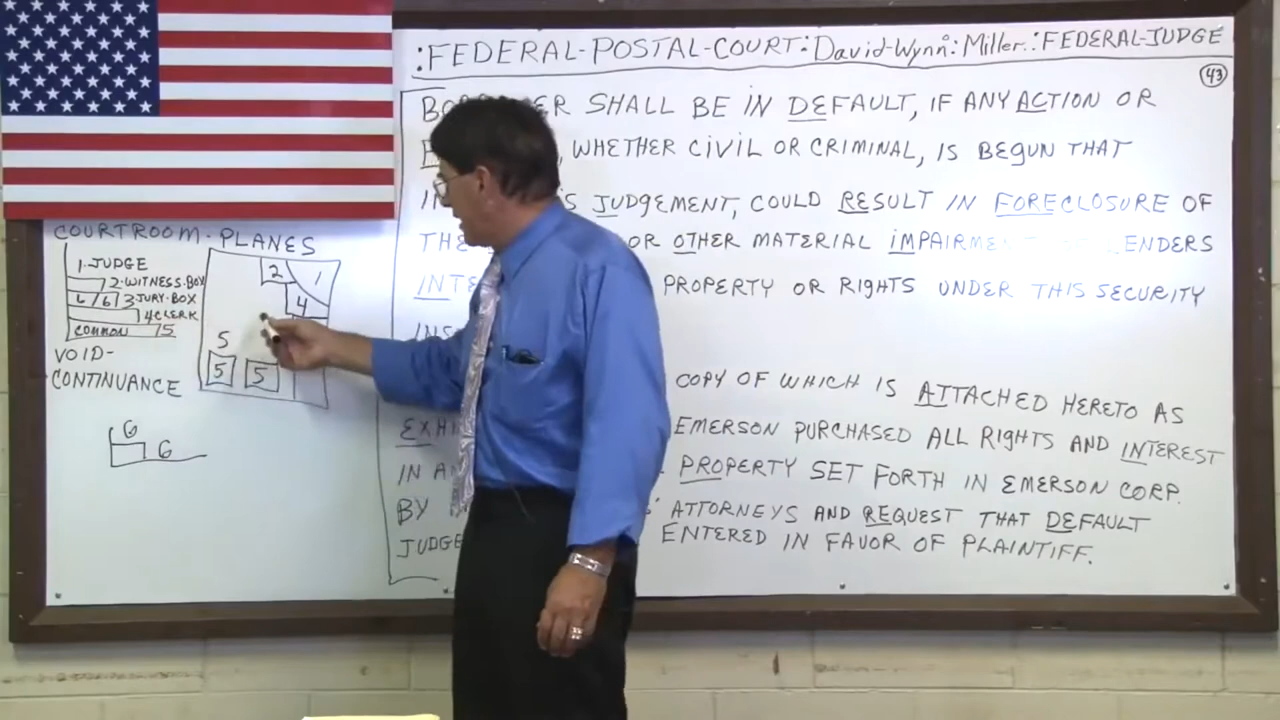 :FEDERAL-POSTAL-COURT: David-Wynn: Miller.: FEDERAL-JUDGE
43
SHALL BE IN DEFAULT, IF ANY ACTION OR
, WHETHER CIVIL OR CRIMINAL, IS BEGUN THAT
JUDGEMENT, COULD RESULT IN FORECLOSURE OF
THE OR OTHER MATERIAL
PROPERTY OR RIGHTS UNDER THIS SECURITY
COPY OF WHICH IS ATTACHED HERETO AS
EMERSON PURCHASED ALL RIGHTS AND INTEREST
IN PROPERTY SET FORTH IN EMERSON CORP.
BY ATTORNEYS AND REQUEST THAT DEFAULT
ENTERED IN FAVOR OF PLAINTIFF.
COURTROOM-PLANES
1.JUDGE
2.WITNESS.BOX
6/6 3 JURY.BOX
4 CLERK
COMMON 5
VOID-
CONTINUANCE
6
6
2 1
4
5
5 5